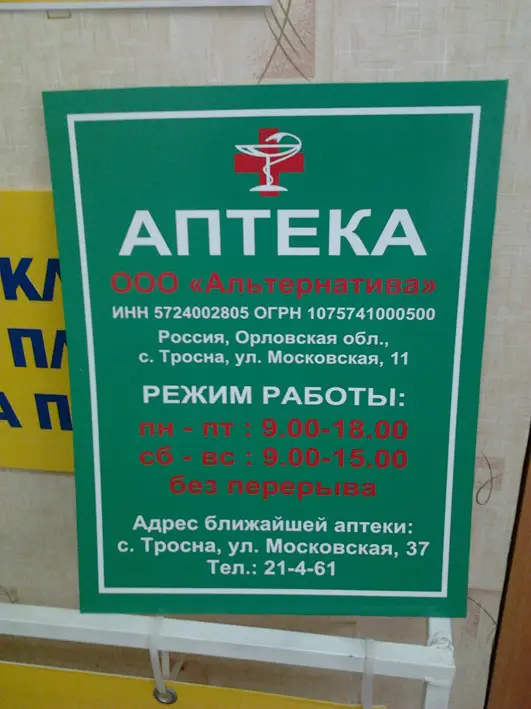 АПТЕКА
ООО «Альтернатива»
ИНН 5724002805 ОГРН 1075741000500
Россия, Орловская обл.,
с. Тросна, ул. Московская, 11
РЕЖИМ РАБОТЫ:
пн - пт : 9.00-18.00
сб - вс : 9.00-15.00
без перерыва
Адрес ближайшей аптеки:
с. Тросна, ул. Московская, 37
Тел.: 21-4-61